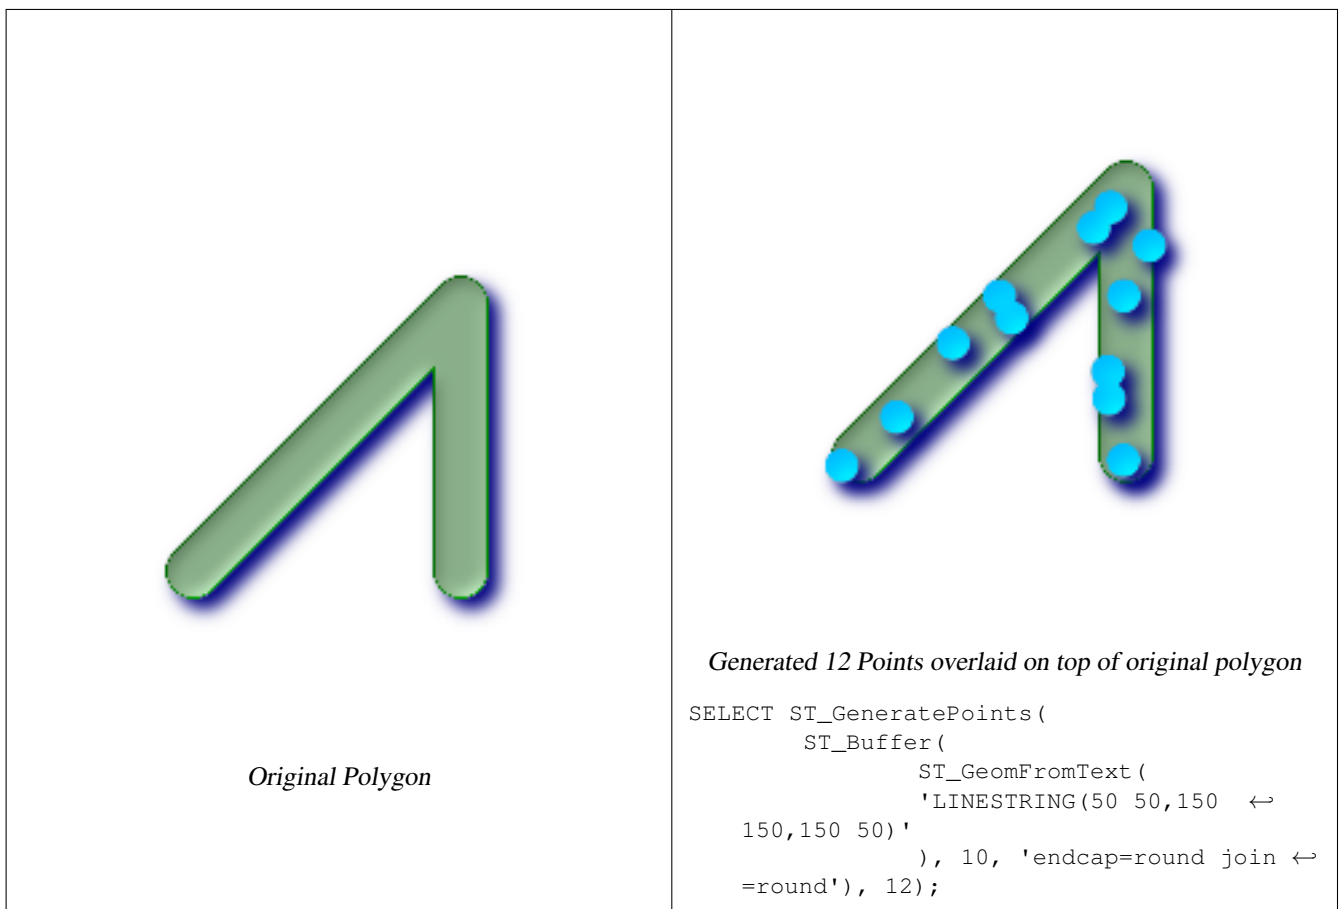 Original Polygon
Generated 12 Points overlaid on top of original polygon
SELECT ST_GeneratePoints(
        ST_Buffer(
                ST_GeomFromText(
                'LINESTRING(50 50,150  ↩
    150,150 50)'
                ), 10, 'endcap=round join ↩
    =round'), 12);